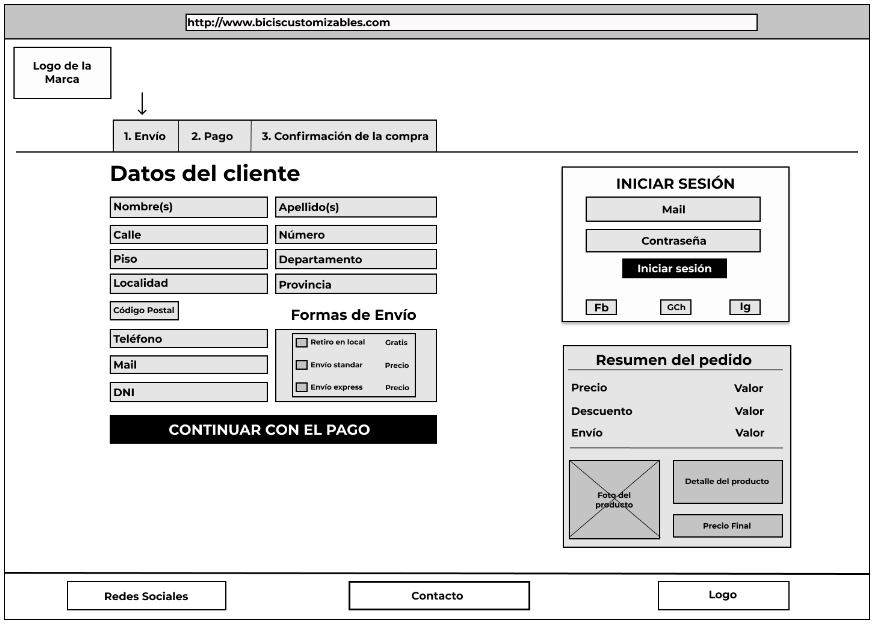 http://www.biciscustomizables.com
Logo de la
Marca
1. Envío
2. Pago
3. Confirmación de la compra
Datos del cliente
Nombre(s)
Apellido(s)
Calle
Número
Piso
Departamento
Localidad
Provincia
Código Postal
Teléfono
Mail
DNI
Formas de Envío
Retiro en local Gratis
Envío standar Precio
Envío express Precio
CONTINUAR CON EL PAGO
INICIAR SESIÓN
Mail
Contraseña
Iniciar sesión
Fb
GCh
Ig
Resumen del pedido
Precio Valor
Descuento Valor
Envío Valor
Foto del
producto
Detalle del producto
Precio Final
Redes Sociales
Contacto
Logo